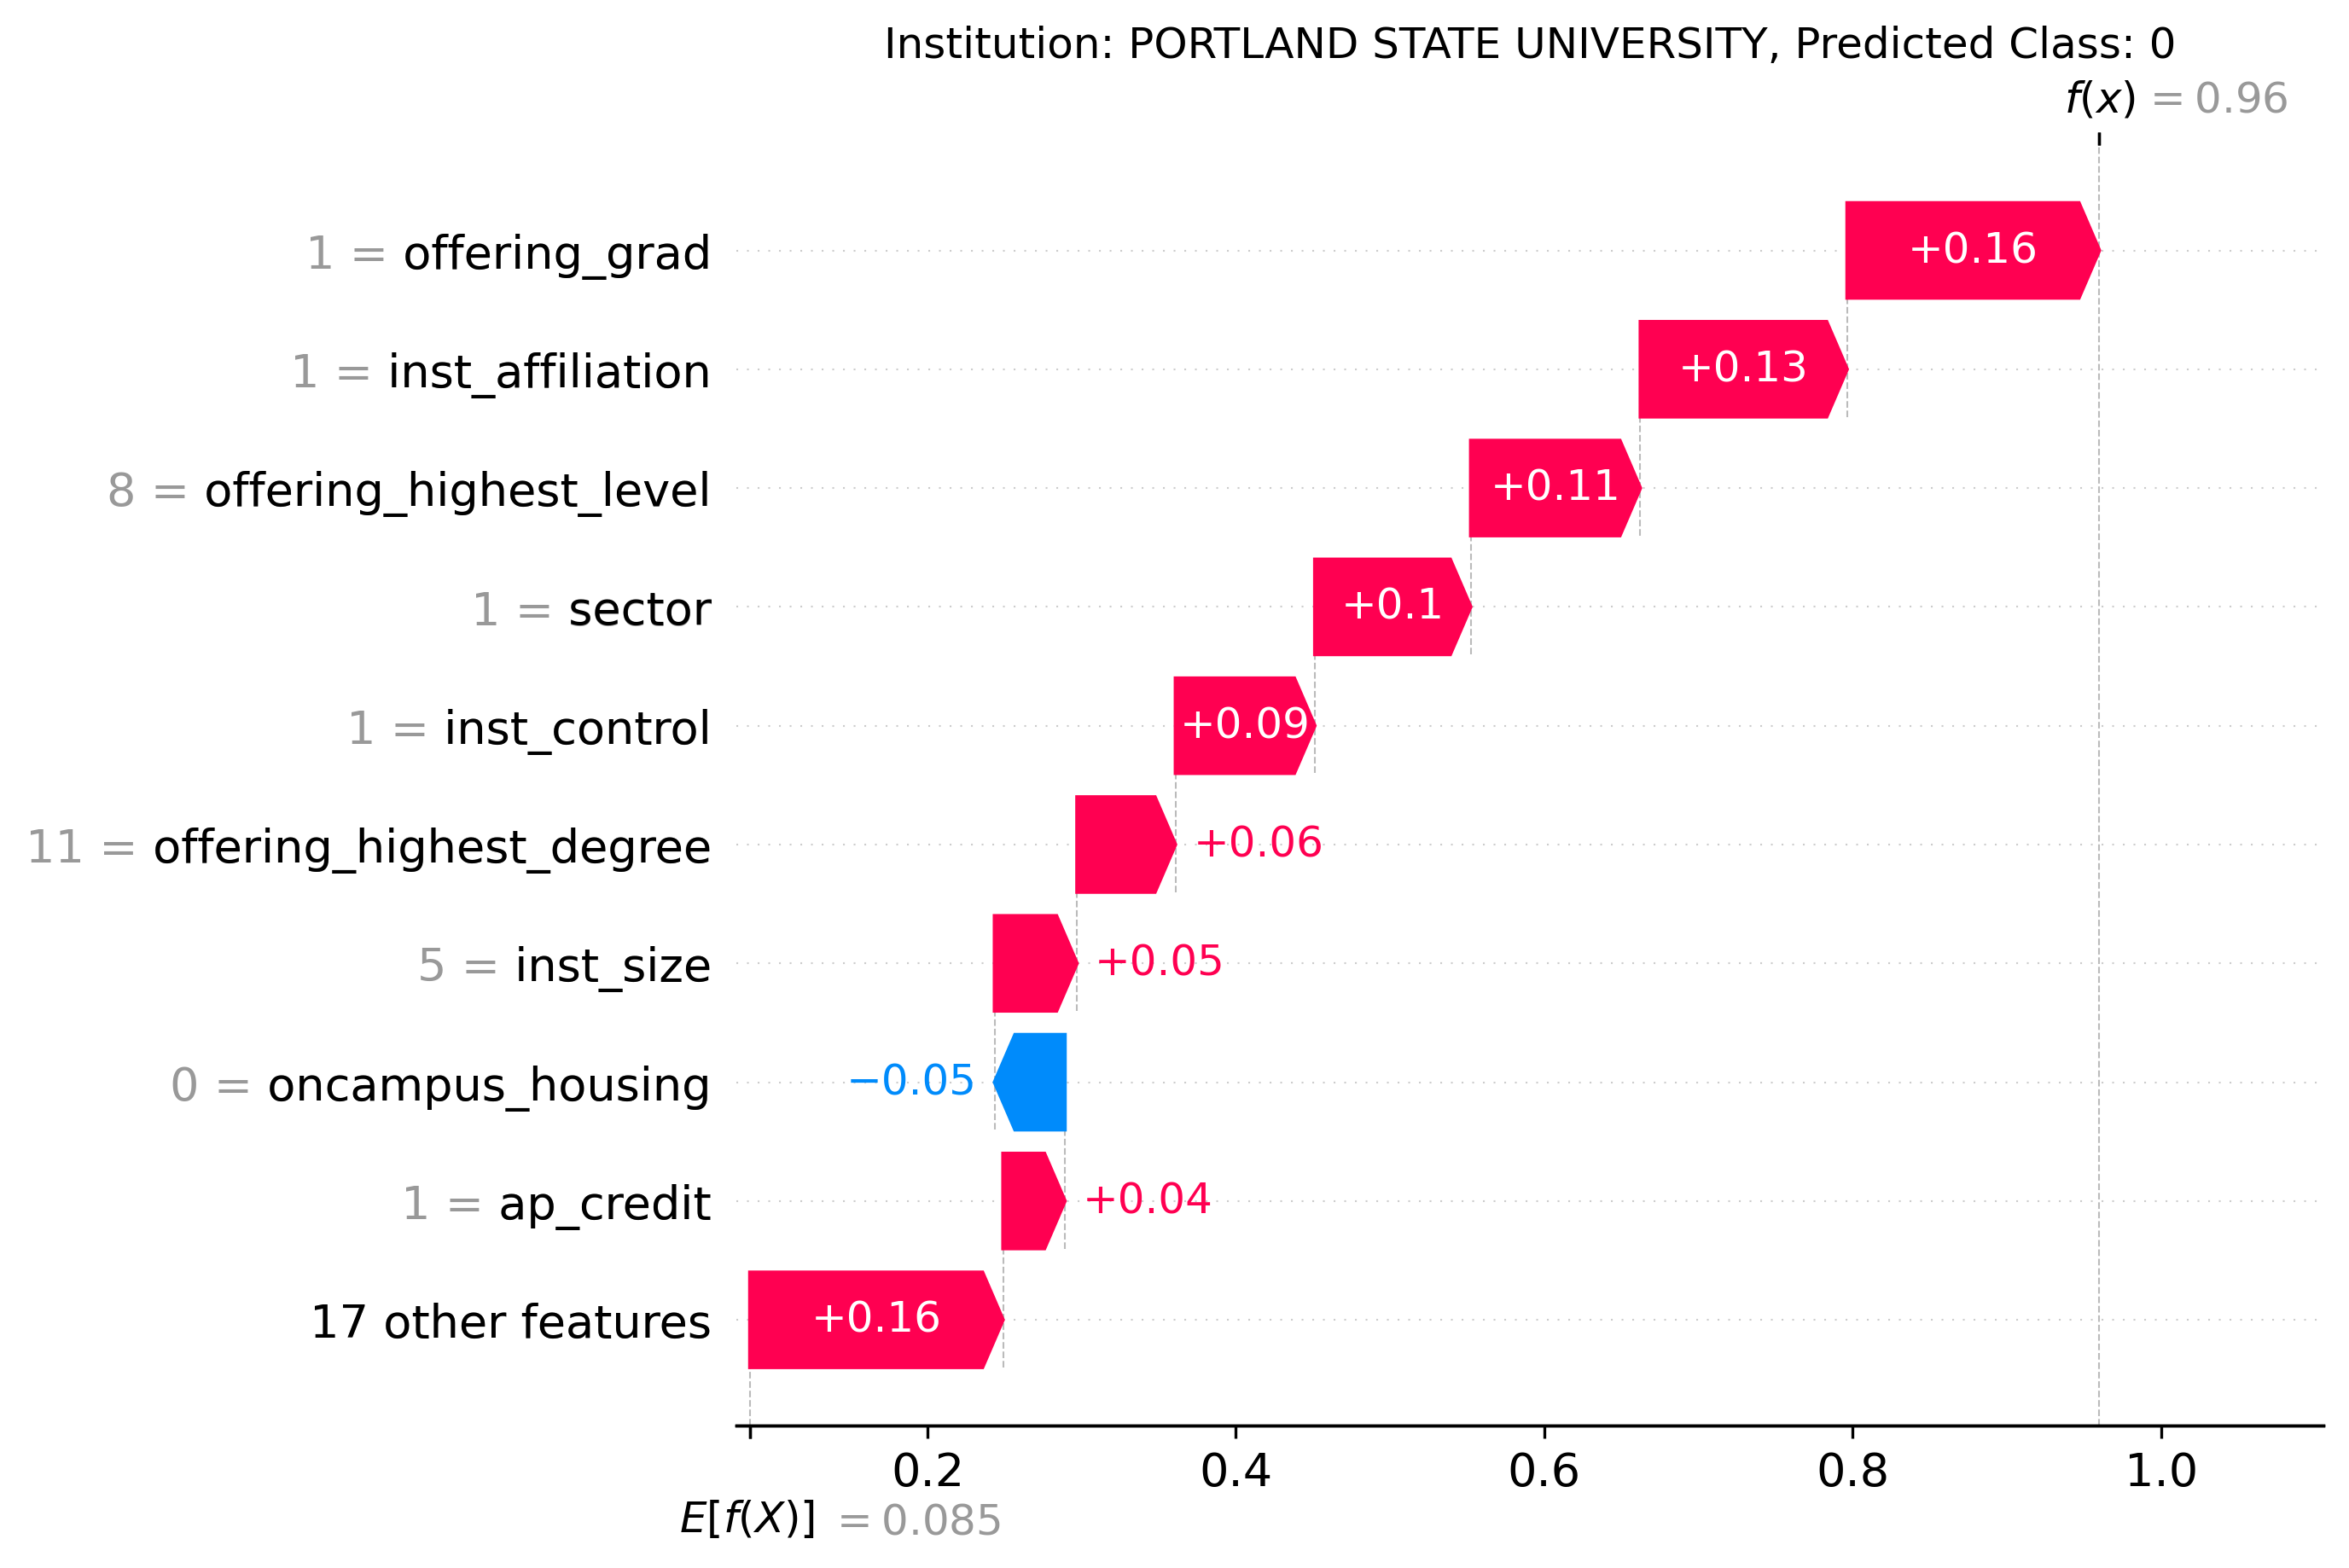 Institution: PORTLAND STATE UNIVERSITY, Predicted Class: 0
f(x) = 0.96
1 = offering_grad +0.16
1 = inst_affiliation +0.13
8 = offering_highest_level +0.11
1 = sector +0.1
1 = inst_control +0.09
11 = offering_highest_degree +0.06
5 = inst_size +0.05
0 = oncampus_housing −0.05
1 = ap_credit +0.04
17 other features +0.16
0.2 0.4 0.6 0.8 1.0
E[f(X)] = 0.085